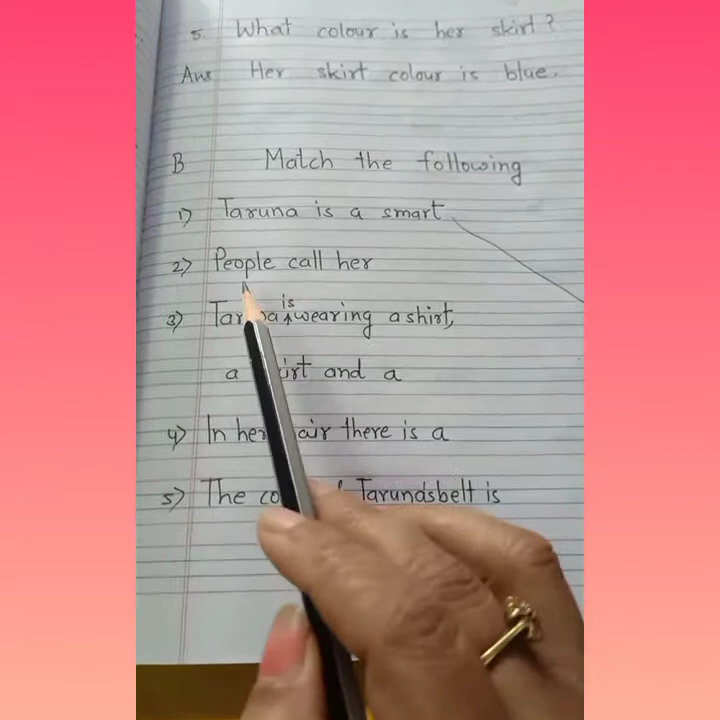 5. What colour is her skirt?
Ans Her skirt colour is blue.
B Match the following
1) Taruna is a smart
2) People call her
3) is wearing a shirt,
a and a
4) In her there is a
5) The Tarundsbelt is